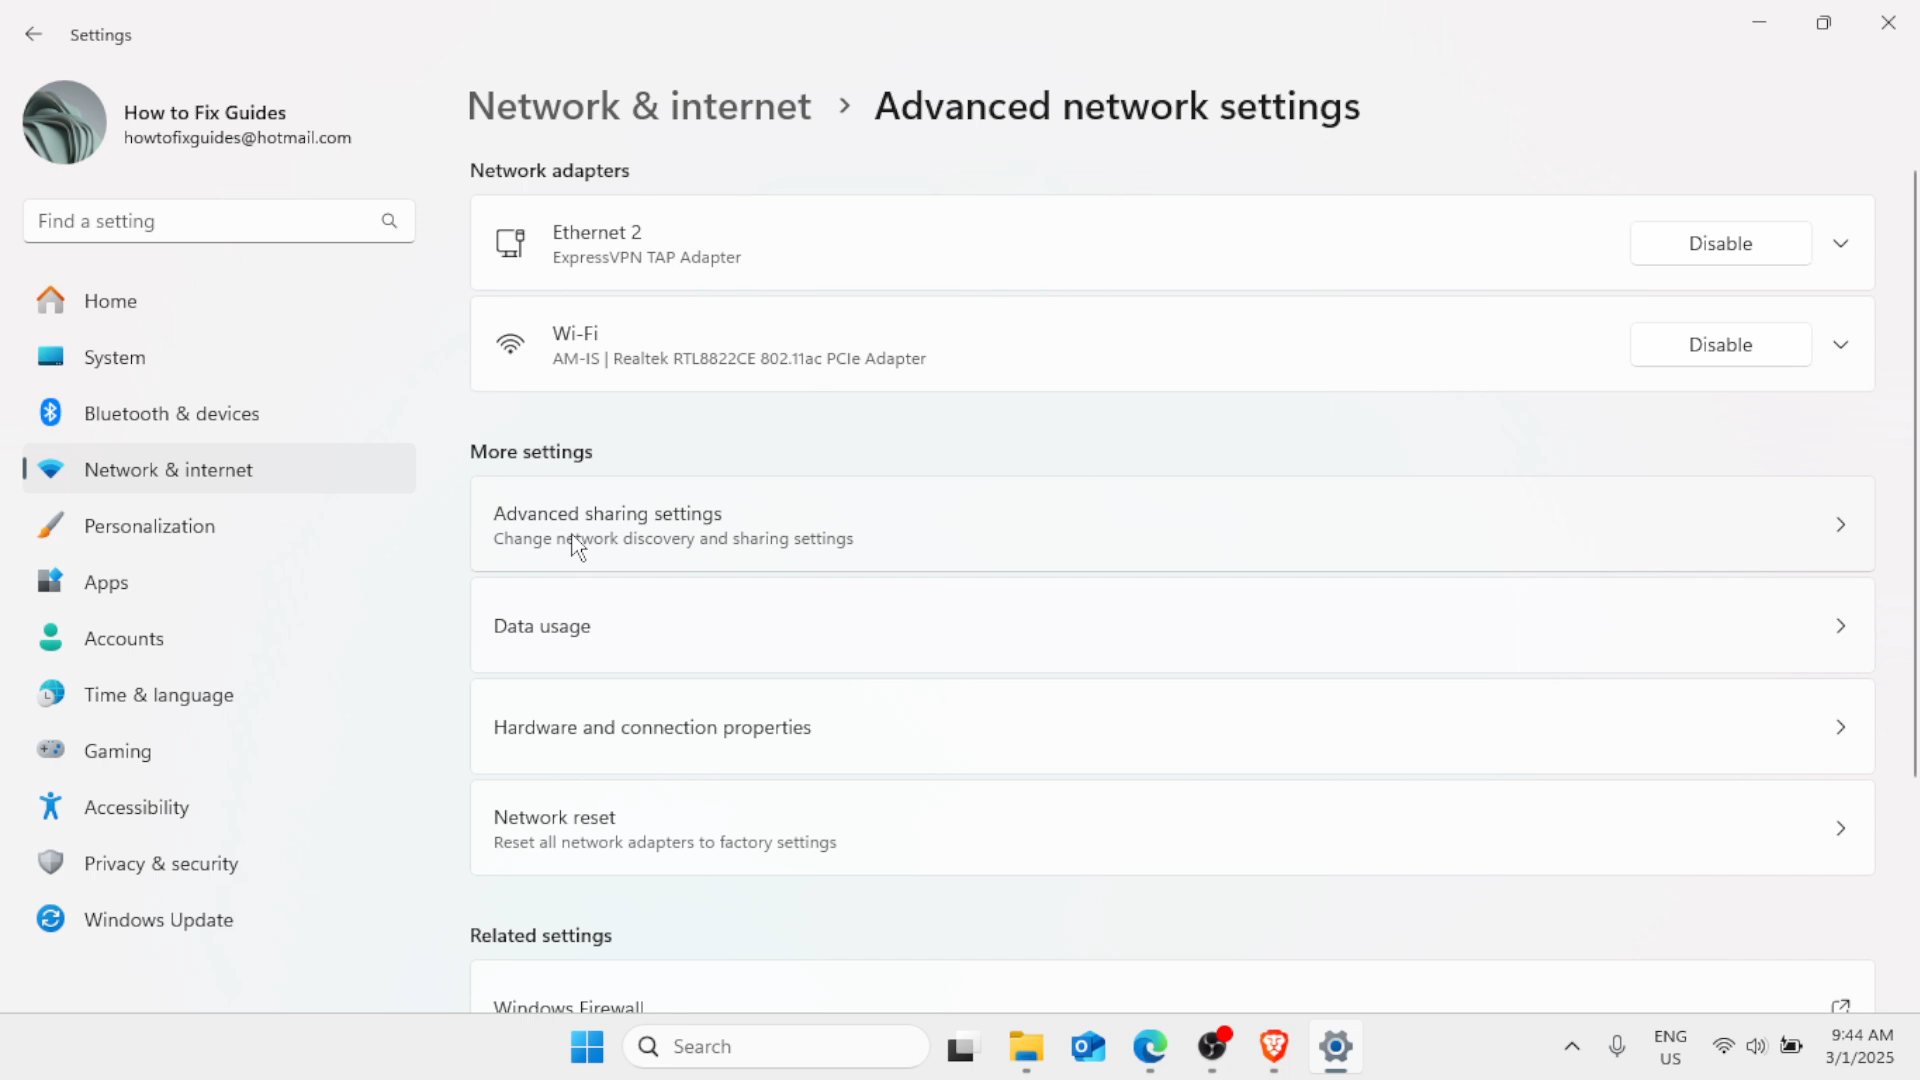 Settings
How to Fix Guides
howtofixguides@hotmail.com
Find a setting
Home
System
Bluetooth & devices
Network & internet
Personalization
Apps
Accounts
Time & language
Gaming
Accessibility
Privacy & security
Windows Update
Network & internet > Advanced network settings
Network adapters
Ethernet 2
ExpressVPN TAP Adapter
Disable
Wi-Fi
AM-IS | Realtek RTL8822CE 802.11ac PCIe Adapter
Disable
More settings
Advanced sharing settings
Change network discovery and sharing settings
Data usage
Hardware and connection properties
Network reset
Reset all network adapters to factory settings
Related settings
Windows Firewall
Search
ENG
US
9:44 AM
3/1/2025